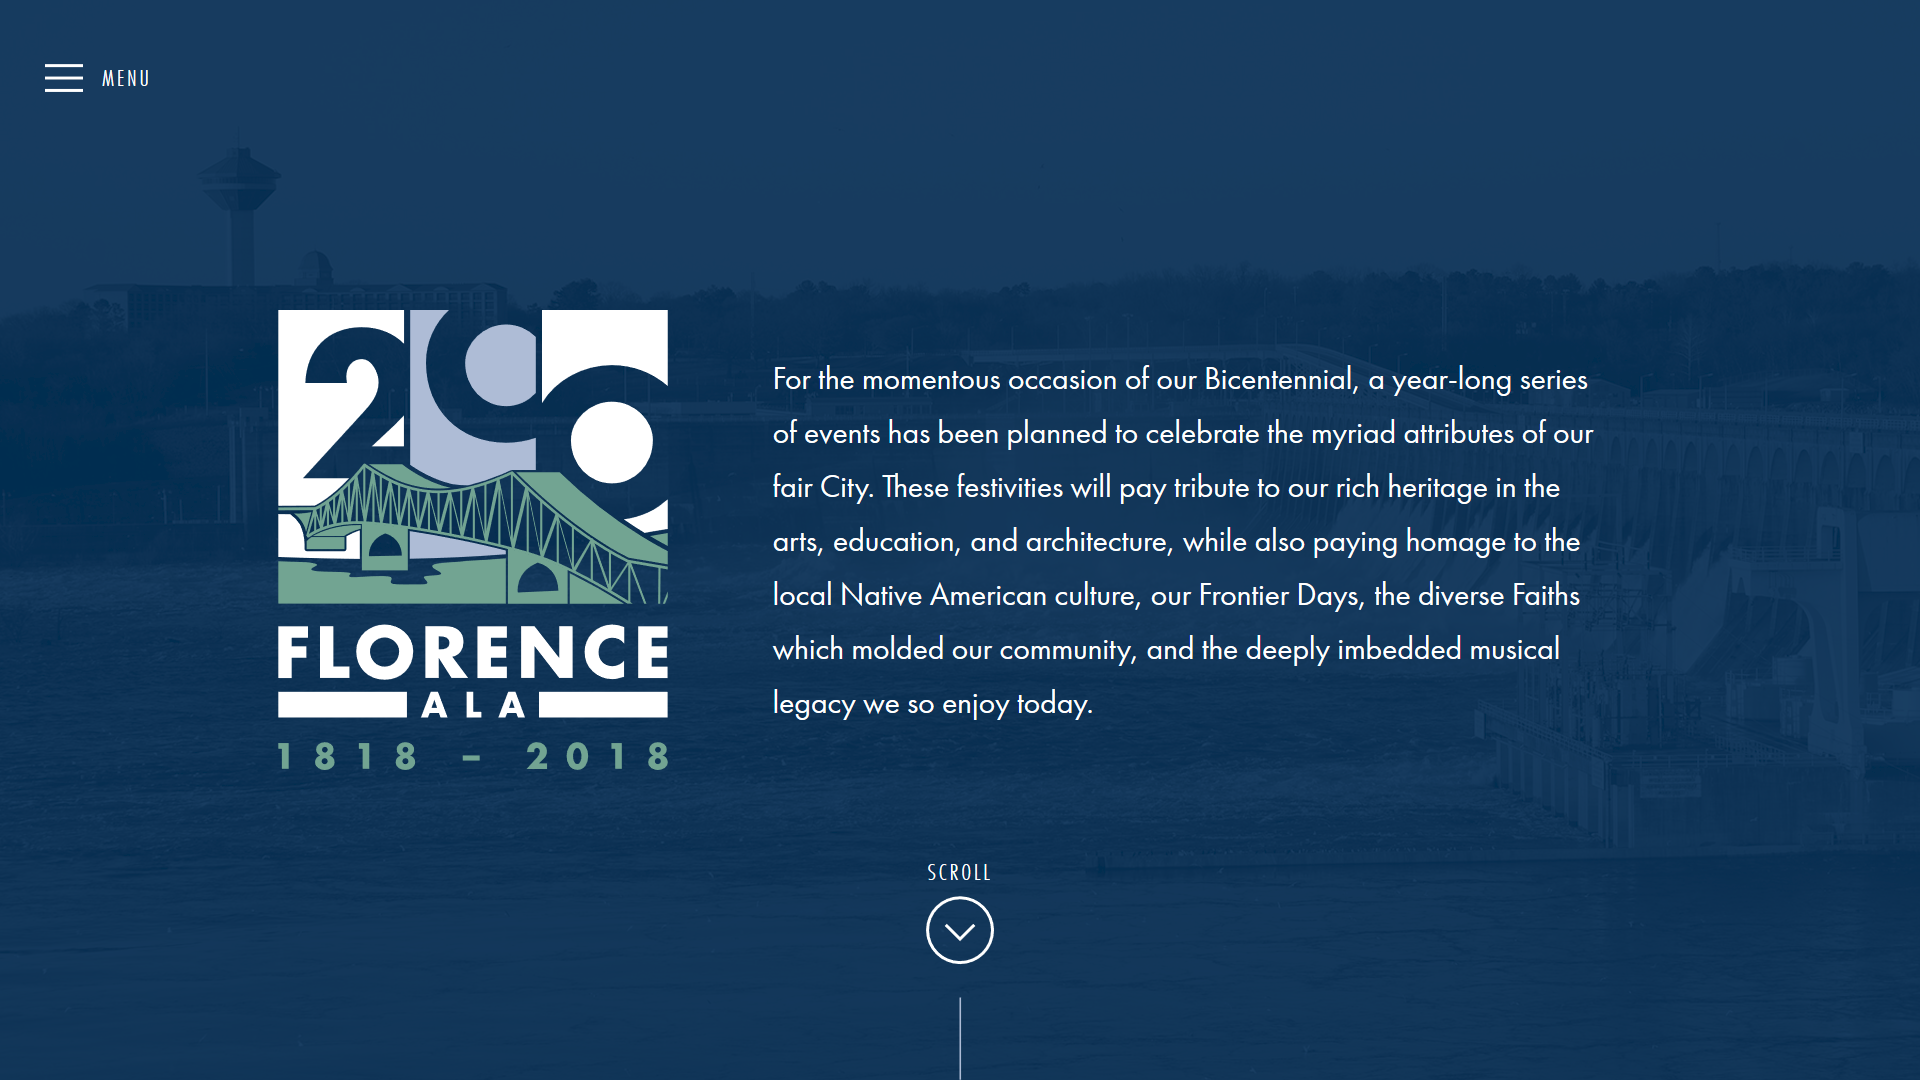 MENU
200
For the momentous occasion of our Bicentennial, a year-long series
of events has been planned to celebrate the myriad attributes of our
fair City. These festivities will pay tribute to our rich heritage in the
arts, education, and architecture, while also paying homage to the
local Native American culture, our Frontier Days, the diverse Faiths
which molded our community, and the deeply imbedded musical
legacy we so enjoy today.
FLORENCE
ALA
1818 - 2018
SCROLL